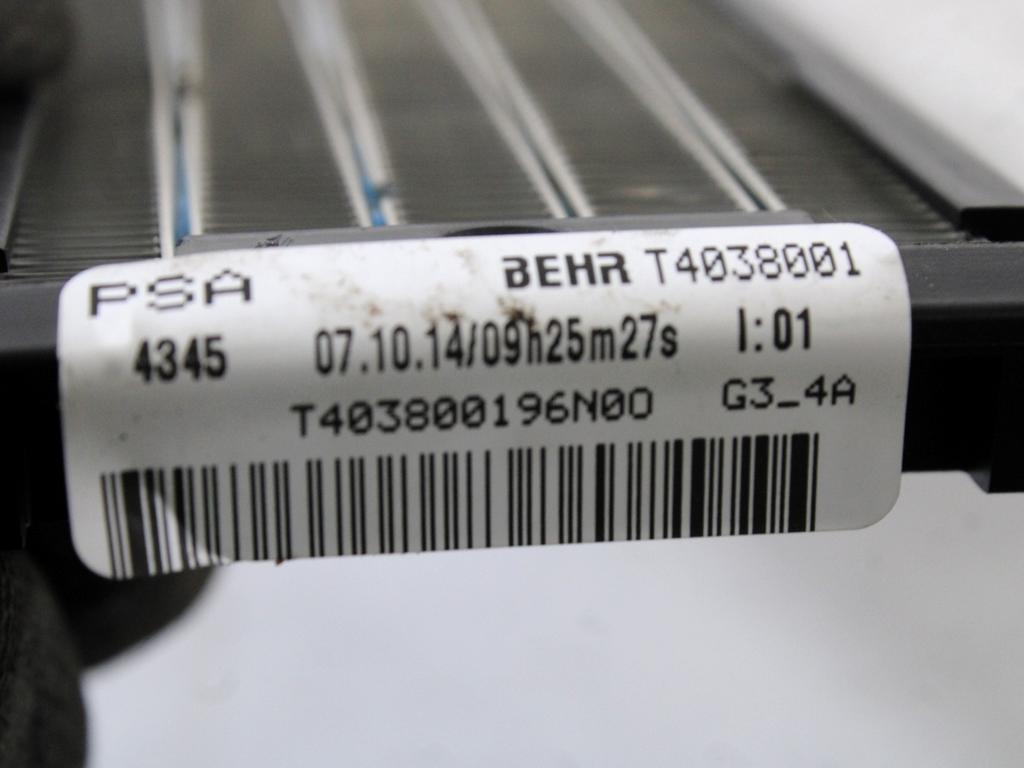 PSA BEHR T4038001
4345 07.10.14/09h25m27s I:01
T403800196N00 G3_4A